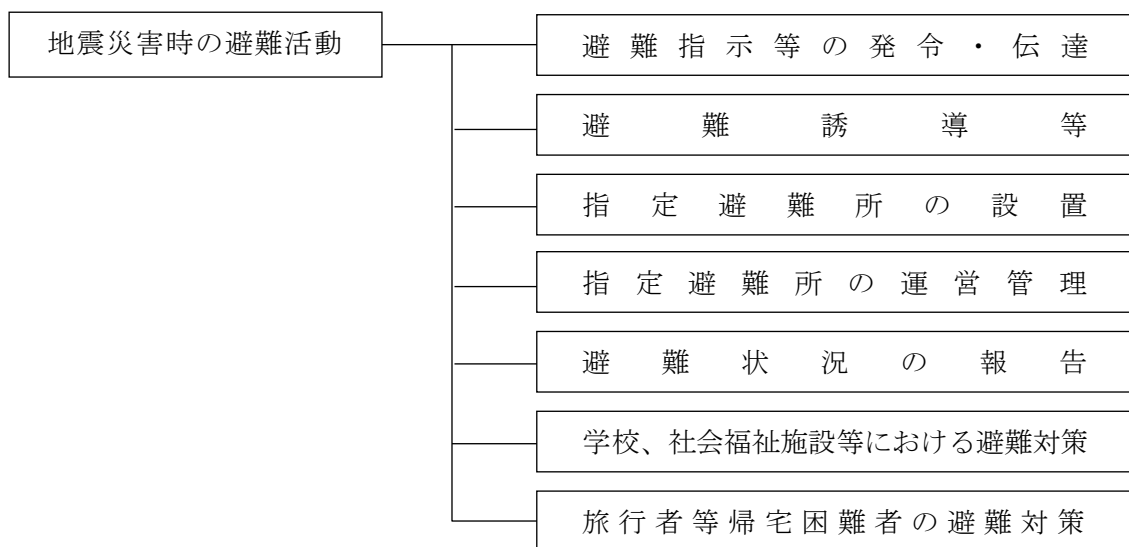 地震災害時の避難活動
避難指示等の発令・伝達
避難誘導等
指定避難所の設置
指定避難所の運営管理
避難状況の報告
学校、社会福祉施設等における避難対策
旅行者等帰宅困難者の避難対策